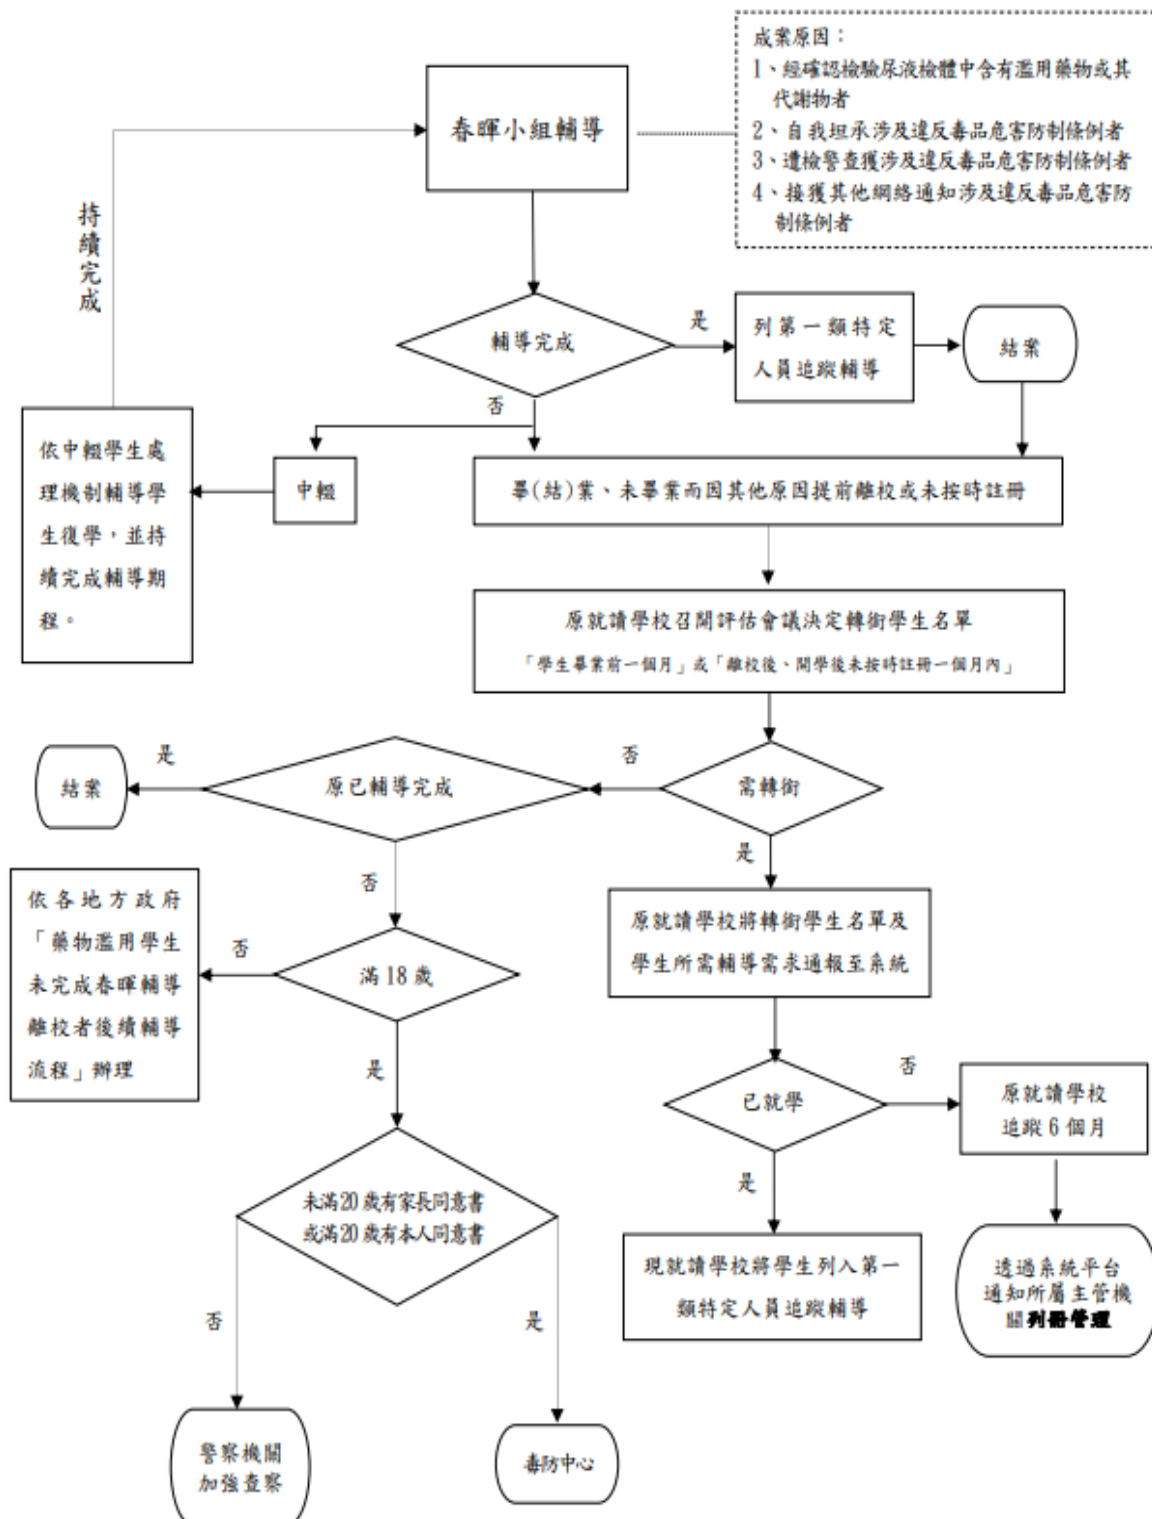 成案原因：
1、經確認檢驗尿液檢體中含有濫用藥物或其
代謝物者
2、自我坦承涉及違反毒品危害防制條例者
3、遭檢警查獲涉及違反毒品危害防制條例者
4、接獲其他網絡通知涉及違反毒品危害防
制條例者
春暉小組輔導
持續完成
輔導完成
是
列第一類特定
人員追蹤輔導
結案
否
依中輟學生處
理機制輔導學
生復學，並持
續完成輔導期
程。
中輟
畢(結)業、未畢業而因其他原因提前離校或未按時註冊
原就讀學校召開評估會議決定轉銜學生名單
「學生畢業前一個月」或「離校後、開學後未按時註冊一個月內」
結案
是
原已輔導完成
否
需轉銜
是
否
依各地方政府
「藥物濫用學生
未完成春暉輔導
離校者後續輔導
流程」辦理
否
滿18歲
是
原就讀學校將轉銜學生名單及
學生所需輔導需求通報至系統
已就學
否
原就讀學校
追蹤6個月
是
未滿20歲有家長同意書
或滿20歲有本人同意書
現就讀學校將學生列入第一
類特定人員追蹤輔導
透過系統平台
通知所屬主管機
關列冊管理
否
是
警察機關
加強查察
毒防中心